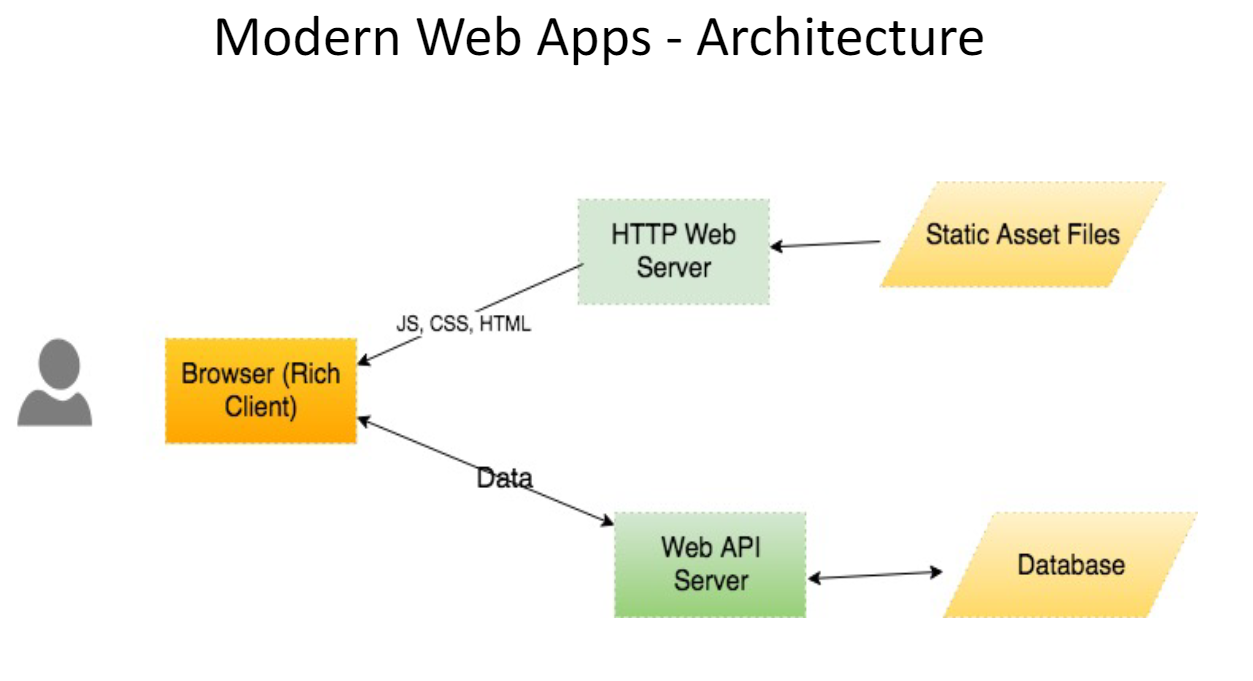 Modern Web Apps - Architecture
HTTP Web
Server
Static Asset Files
JS, CSS, HTML
Browser (Rich
Client)
Data
Web API
Server
Database